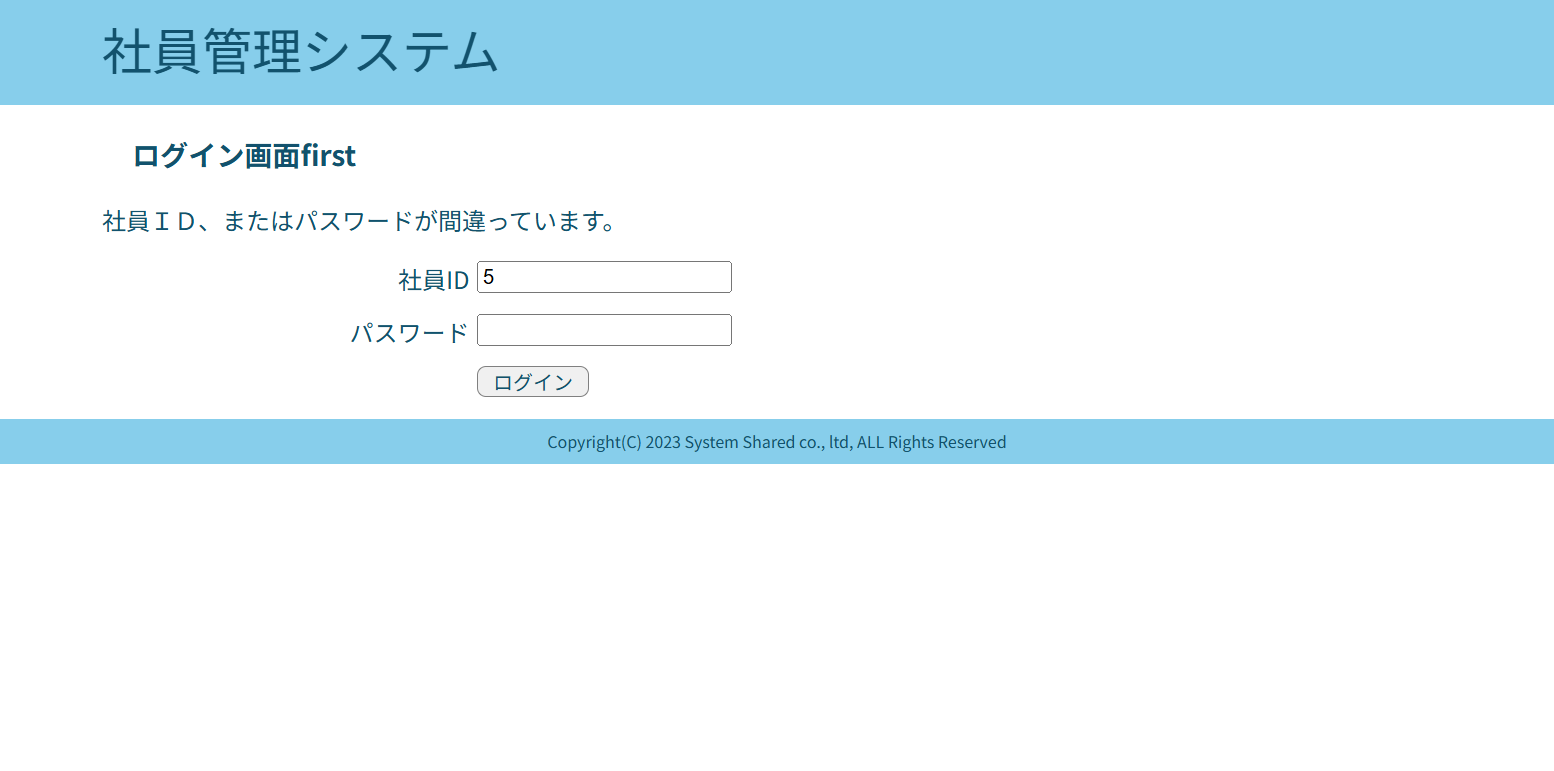 社員管理システム
ログイン画面first
社員ＩＤ、またはパスワードが間違っています。
社員ID 5
パスワード
ログイン
Copyright(C) 2023 System Shared co., ltd, ALL Rights Reserved